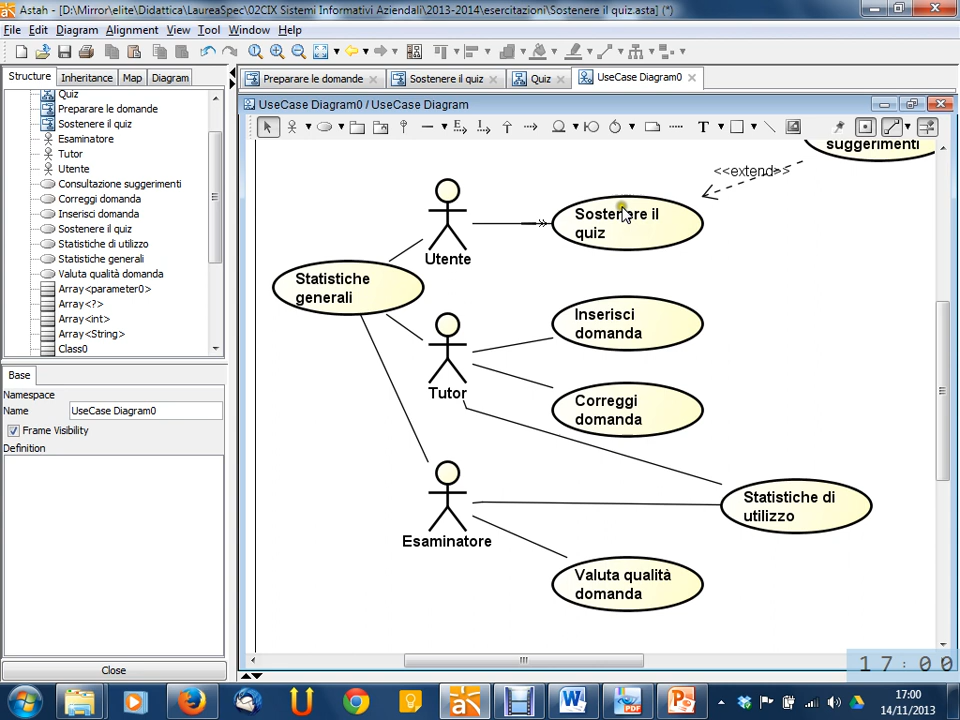 Astah - [D:\Mirror\elite\Didattica\LaureaSpec\02CIX Sistemi Informativi Aziendali\2013-2014\esercitazioni\Sostenere il quiz.asta] (*)
File Edit Diagram Alignment View Tool Window Help
Structure Inheritance Map Diagram
Preparare le domande Sostenere il quiz Quiz UseCase Diagram0
UseCase Diagram0 / UseCase Diagram
Quiz
Preparare le domande
Sostenere il quiz
Esaminatore
Tutor
Utente
Consultazione suggerimenti
Correggi domanda
Inserisci domanda
Sostenere il quiz
Statistiche di utilizzo
Statistiche generali
Valuta qualità domanda
Array<parameter0>
Array<?>
Array<int>
Array<String>
Class0
Base
Namespace
Name UseCase Diagram0
Frame Visibility
Definition
Close
suggerimenti
<<extend>>
Sostenere il
quiz
Utente
Statistiche
generali
Inserisci
domanda
Tutor
Correggi
domanda
Statistiche di
utilizzo
Esaminatore
Valuta qualità
domanda
17:00
17:00
14/11/2013